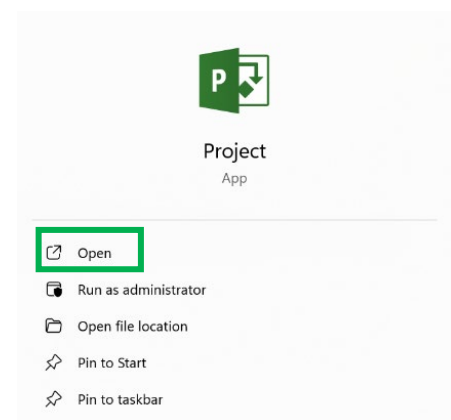 P
Project
App
Open
Run as administrator
Open file location
Pin to Start
Pin to taskbar